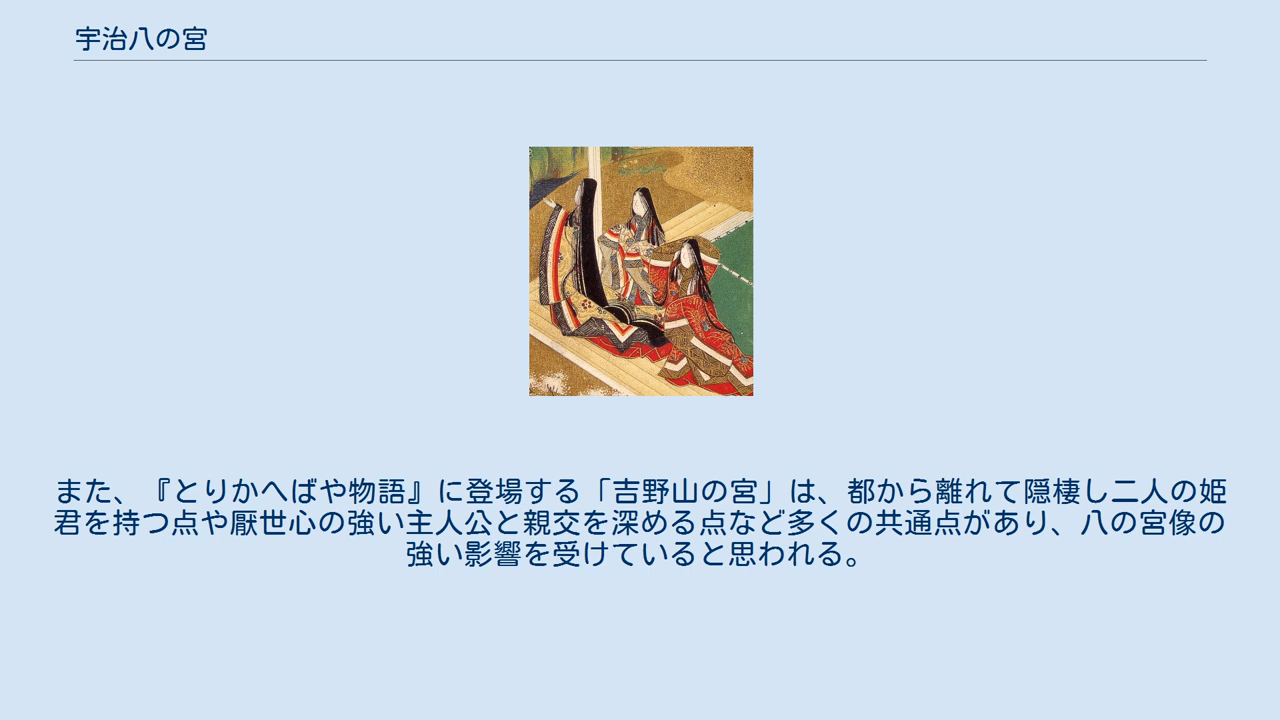 宇治八の宮
また、『とりかへばや物語』に登場する「吉野山の宮」は、都から離れて隠棲し二人の姫
君を持つ点や厭世心の強い主人公と親交を深める点など多くの共通点があり、八の宮像の
強い影響を受けていると思われる。